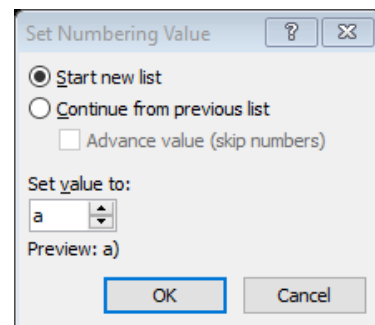 Set Numbering Value
Start new list
Continue from previous list
Advance value (skip numbers)
Set value to:
a
Preview: a)
OK Cancel